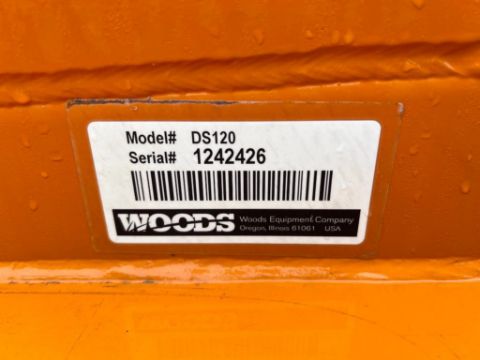 Model# DS120
Serial# 1242426
WOODS
Woods Equipment Company
Oregon, Illinois 61061 USA